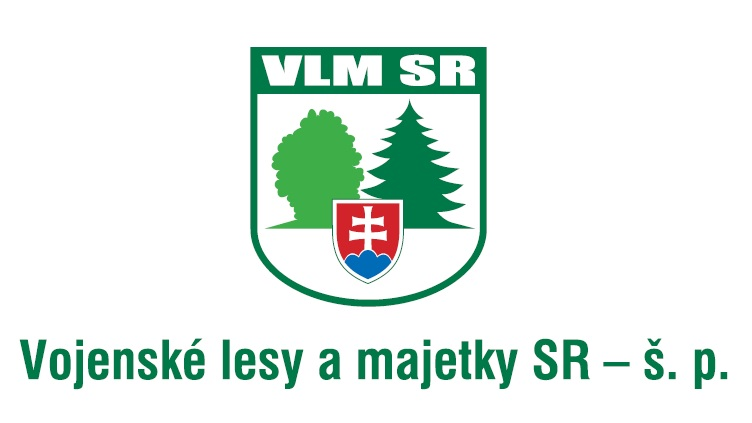 VLM SR
Vojenské lesy a majetky SR – š. p.